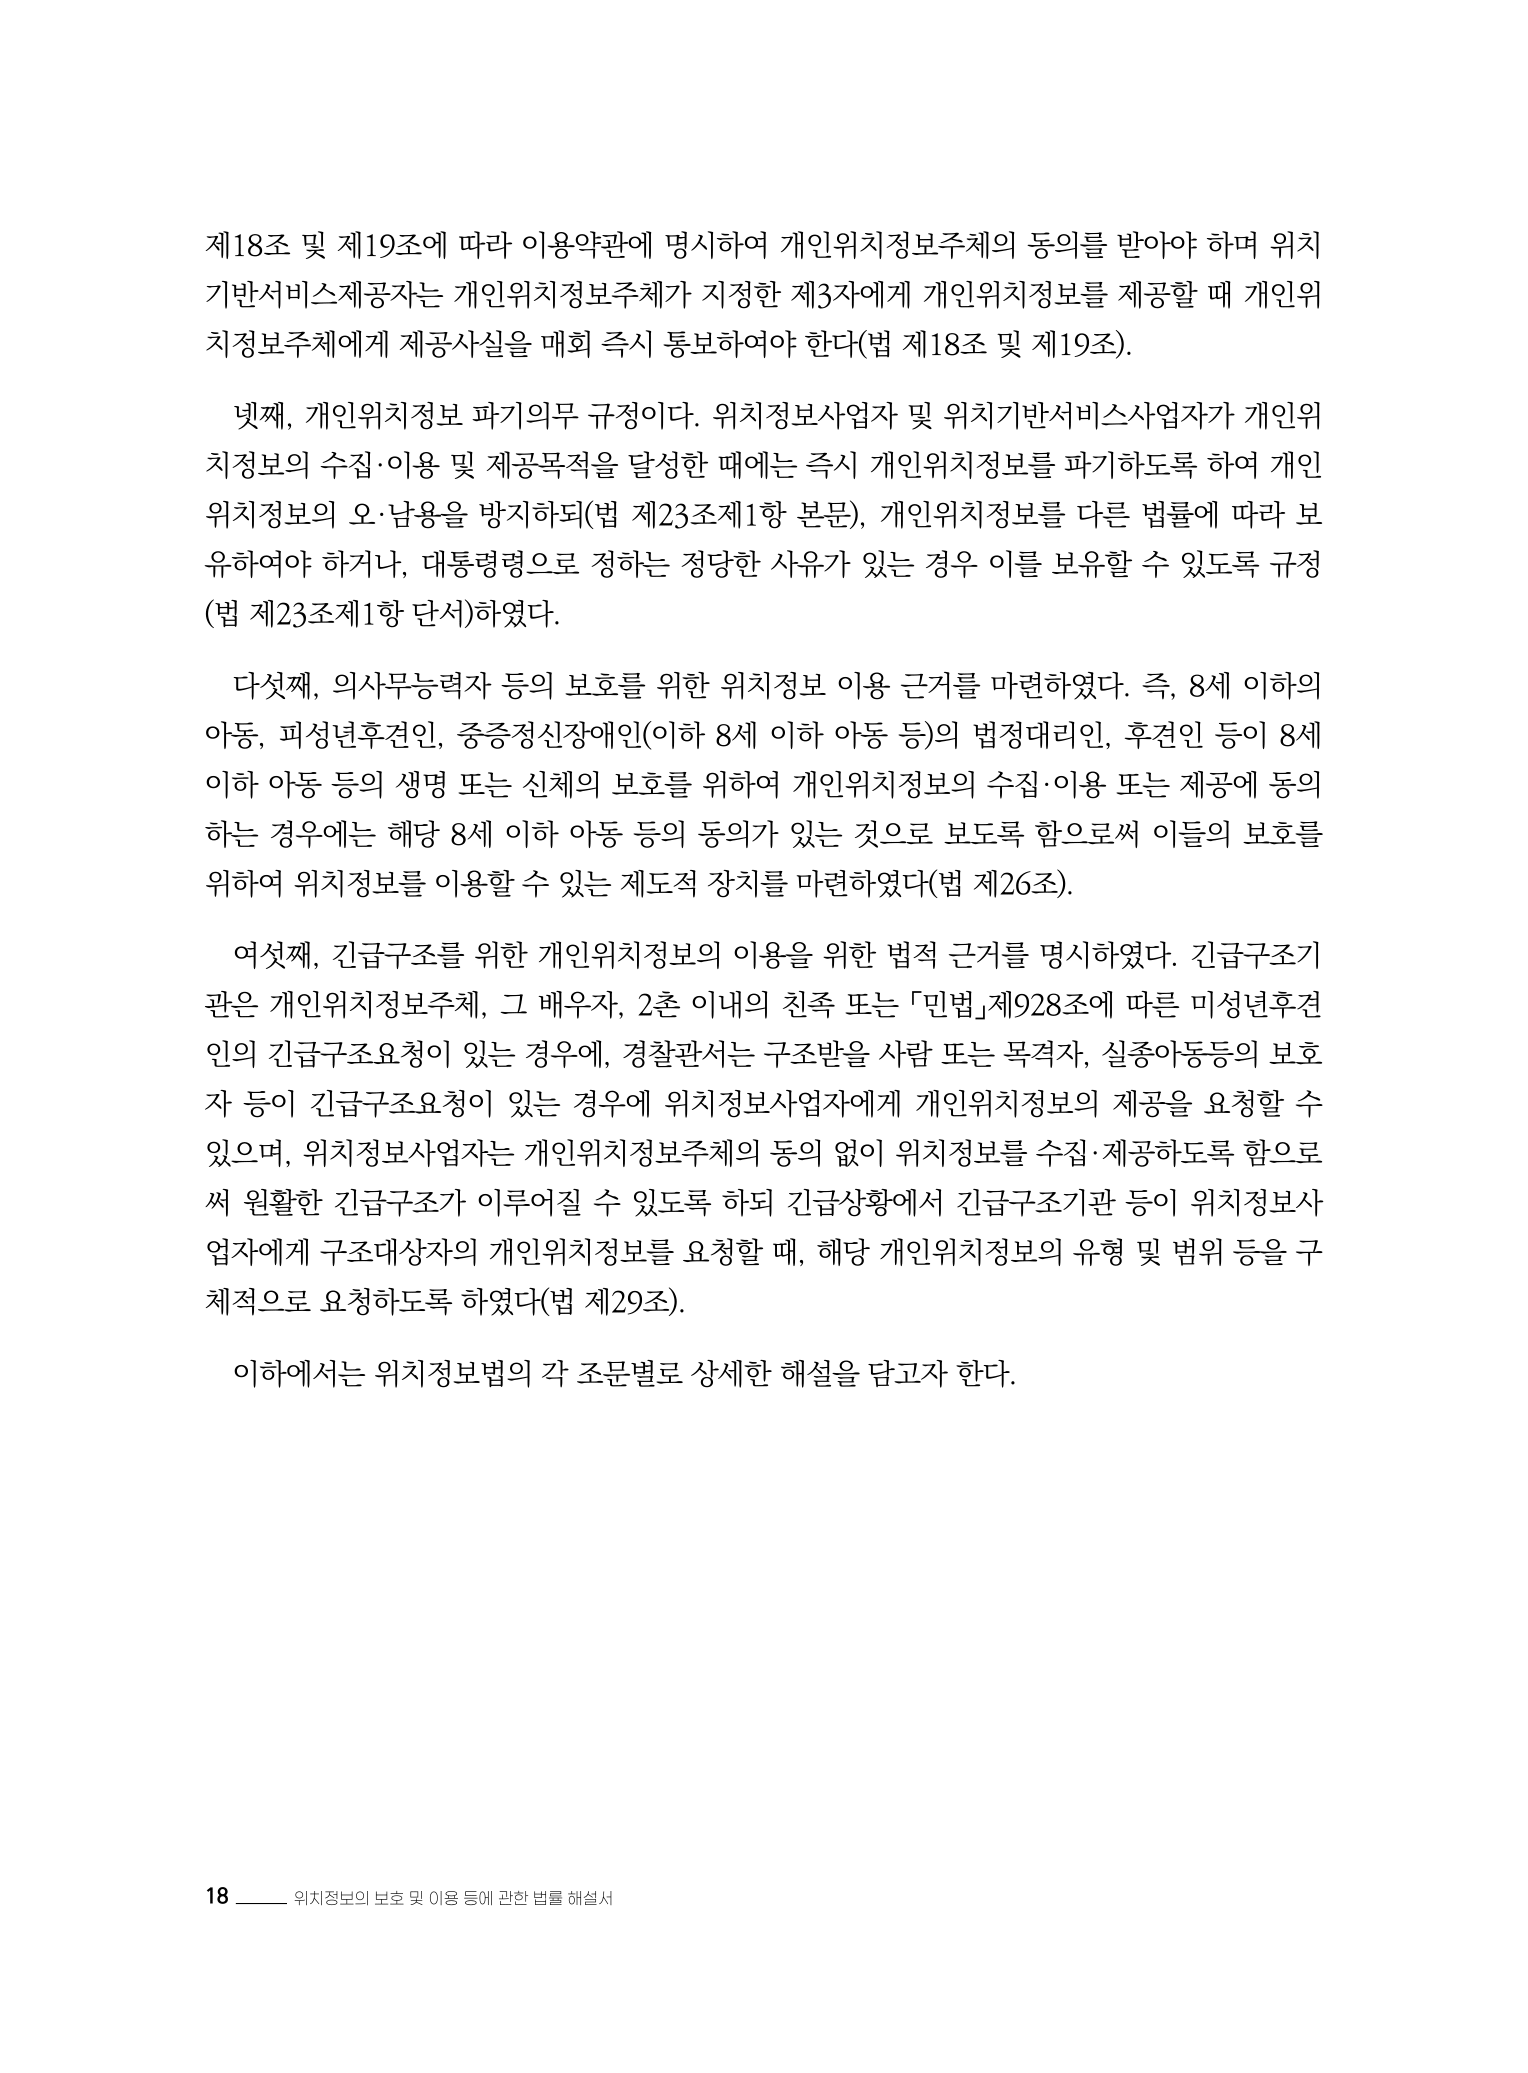 제18조 및 제19조에 따라 이용약관에 명시하여 개인위치정보주체의 동의를 받아야 하며 위치
기반서비스제공자는 개인위치정보주체가 지정한 제3자에게 개인위치정보를 제공할 때 개인위
치정보주체에게 제공사실을 매회 즉시 통보하여야 한다(법 제18조 및 제19조).
넷째, 개인위치정보 파기의무 규정이다. 위치정보사업자 및 위치기반서비스사업자가 개인위
치정보의 수집·이용 및 제공목적을 달성한 때에는 즉시 개인위치정보를 파기하도록 하여 개인
위치정보의 오·남용을 방지하되(법 제23조제1항 본문), 개인위치정보를 다른 법률에 따라 보
유하여야 하거나, 대통령령으로 정하는 정당한 사유가 있는 경우 이를 보유할 수 있도록 규정
(법 제23조제1항 단서)하였다.
다섯째, 의사무능력자 등의 보호를 위한 위치정보 이용 근거를 마련하였다. 즉, 8세 이하의
아동, 피성년후견인, 중증정신장애인(이하 8세 이하 아동 등)의 법정대리인, 후견인 등이 8세
이하 아동 등의 생명 또는 신체의 보호를 위하여 개인위치정보의 수집·이용 또는 제공에 동의
하는 경우에는 해당 8세 이하 아동 등의 동의가 있는 것으로 보도록 함으로써 이들의 보호를
위하여 위치정보를 이용할 수 있는 제도적 장치를 마련하였다(법 제26조).
여섯째, 긴급구조를 위한 개인위치정보의 이용을 위한 법적 근거를 명시하였다. 긴급구조기
관은 개인위치정보주체, 그 배우자, 2촌 이내의 친족 또는 「민법」제928조에 따른 미성년후견
인의 긴급구조요청이 있는 경우에, 경찰관서는 구조받을 사람 또는 목격자, 실종아동등의 보호
자 등이 긴급구조요청이 있는 경우에 위치정보사업자에게 개인위치정보의 제공을 요청할 수
있으며, 위치정보사업자는 개인위치정보주체의 동의 없이 위치정보를 수집·제공하도록 함으로
써 원활한 긴급구조가 이루어질 수 있도록 하되 긴급상황에서 긴급구조기관 등이 위치정보사
업자에게 구조대상자의 개인위치정보를 요청할 때, 해당 개인위치정보의 유형 및 범위 등을 구
체적으로 요청하도록 하였다(법 제29조).
이하에서는 위치정보법의 각 조문별로 상세한 해설을 담고자 한다.
18 위치정보의 보호 및 이용 등에 관한 법률 해설서